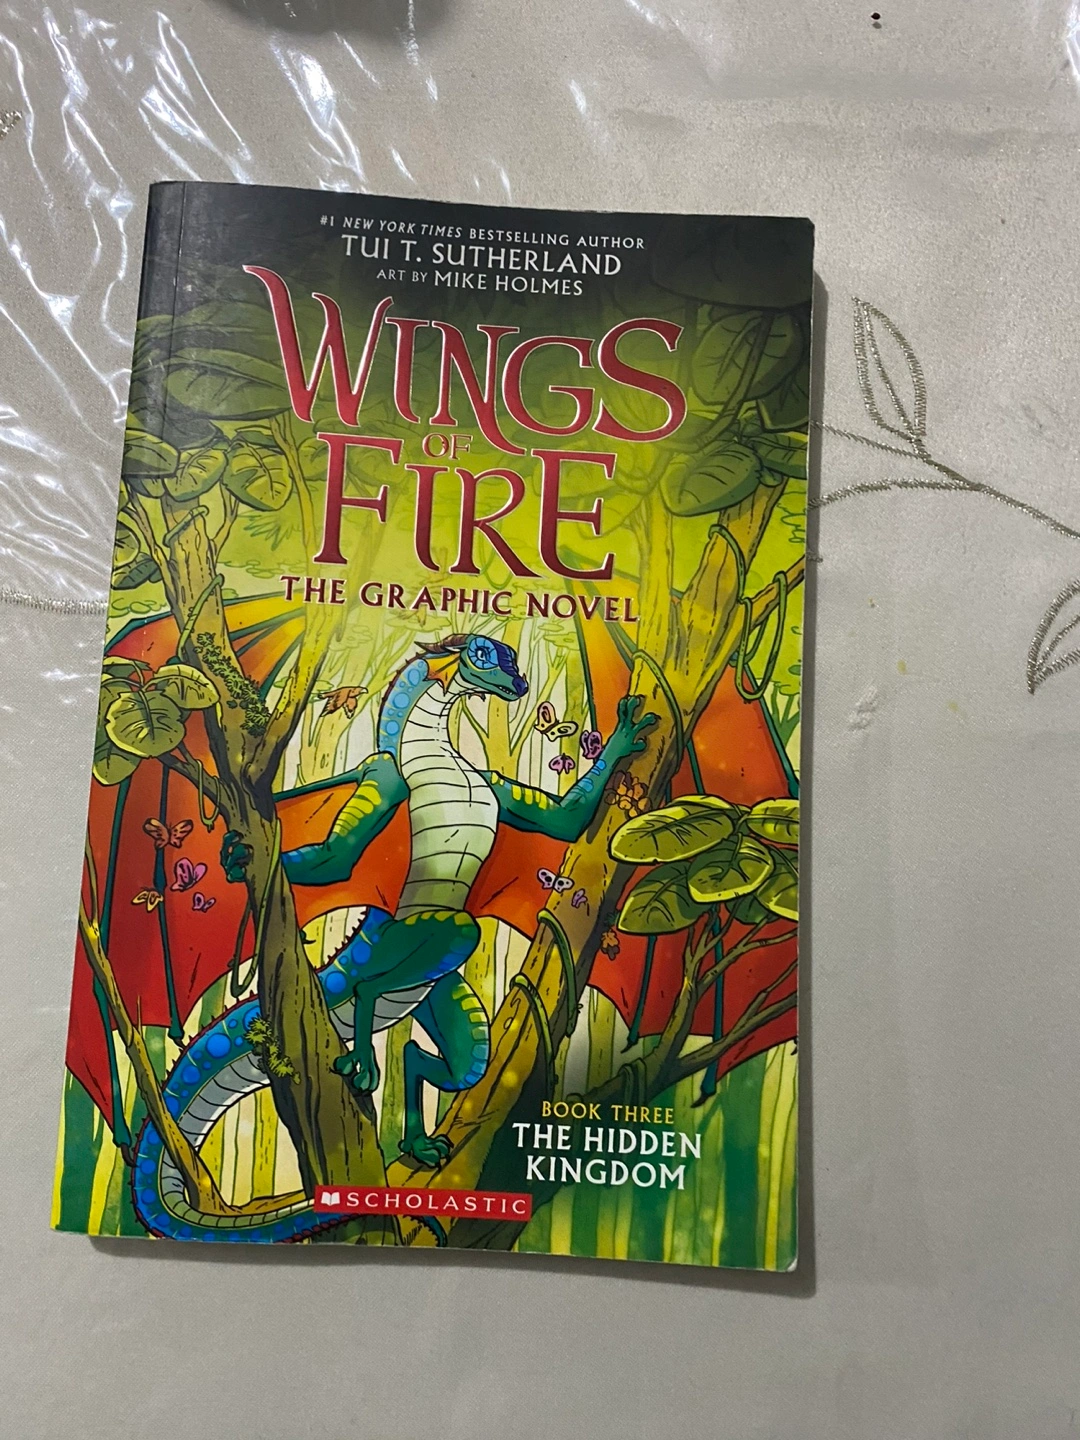 #1 NEW YORK TIMES BESTSELLING AUTHOR
TUI T. SUTHERLAND
ART BY MIKE HOLMES
WINGS
OF
FIRE
THE GRAPHIC NOVEL
BOOK THREE
THE HIDDEN
KINGDOM
SCHOLASTIC